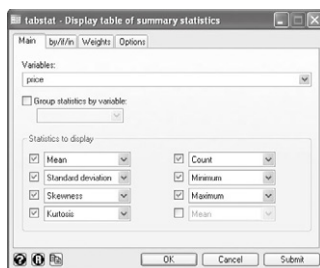 tabstat - Display table of summary statistics
Main by/if/in Weights Options
Variables:
price
Group statistics by variable:
Statistics to display
Mean Count
Standard deviation Minimum
Skewness Maximum
Kurtosis Mean
? R OK Cancel Submit